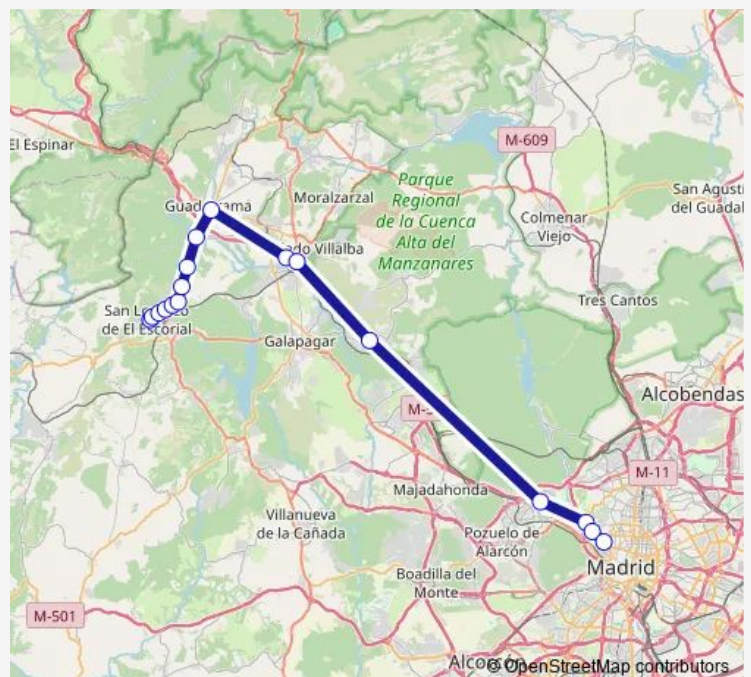 El Espinar
M-609
Parque
Regional
de la Cuenca
Alta del
Manzanares
San Agustí
del Guadal
Moralzarzal
Colmenar
Viejo
Tres Cantos
San L
de El Escorial
Galapagar
Alcobendas
M-11
Majadahonda
Villanueva
de la Cañada
Pozuelo de
Alarcón
Madrid
Boadilla del
Monte
M-501
© OpenStreetMap contributors